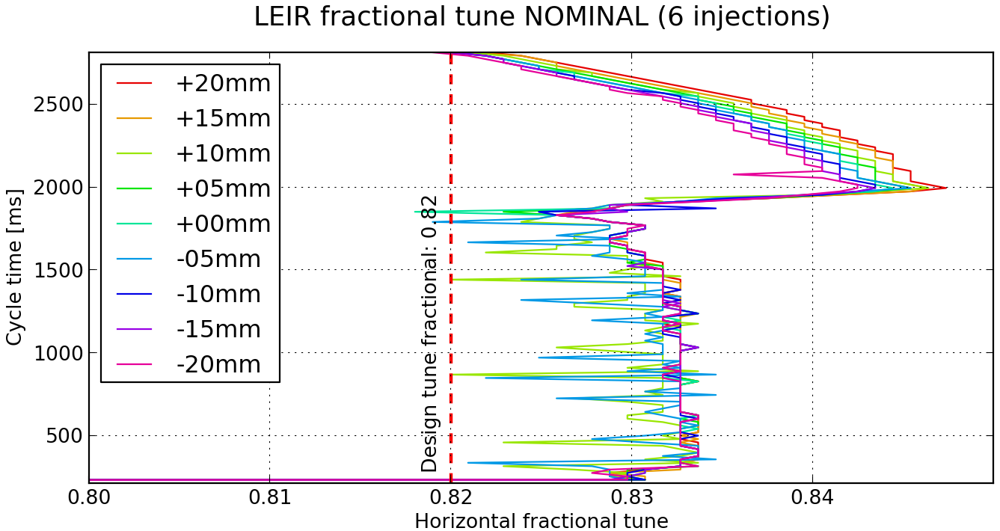 LEIR fractional tune NOMINAL (6 injections)
+20mm
+15mm
+10mm
+05mm
+00mm
-05mm
-10mm
-15mm
-20mm
Cycle time [ms]
2500
2000
1500
1000
500
Design tune fractional: 0.82
0.80
0.81
0.82
0.83
0.84
Horizontal fractional tune